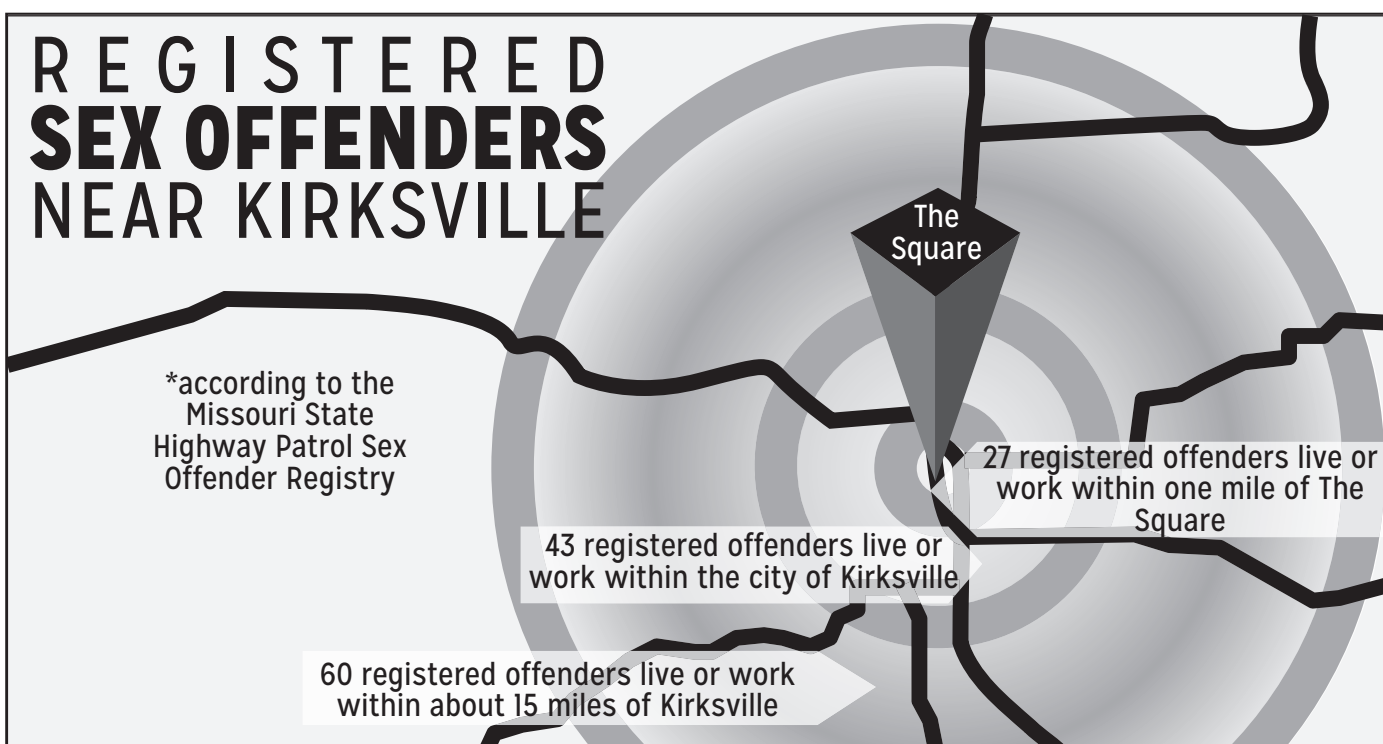 REGISTERED
SEX OFFENDERS
NEAR KIRKSVILLE
The
Square
*according to the
Missouri State
Highway Patrol Sex
Offender Registry
27 registered offenders live or
work within one mile of The
Square
43 registered offenders live or
work within the city of Kirksville
60 registered offenders live or work
within about 15 miles of Kirksville